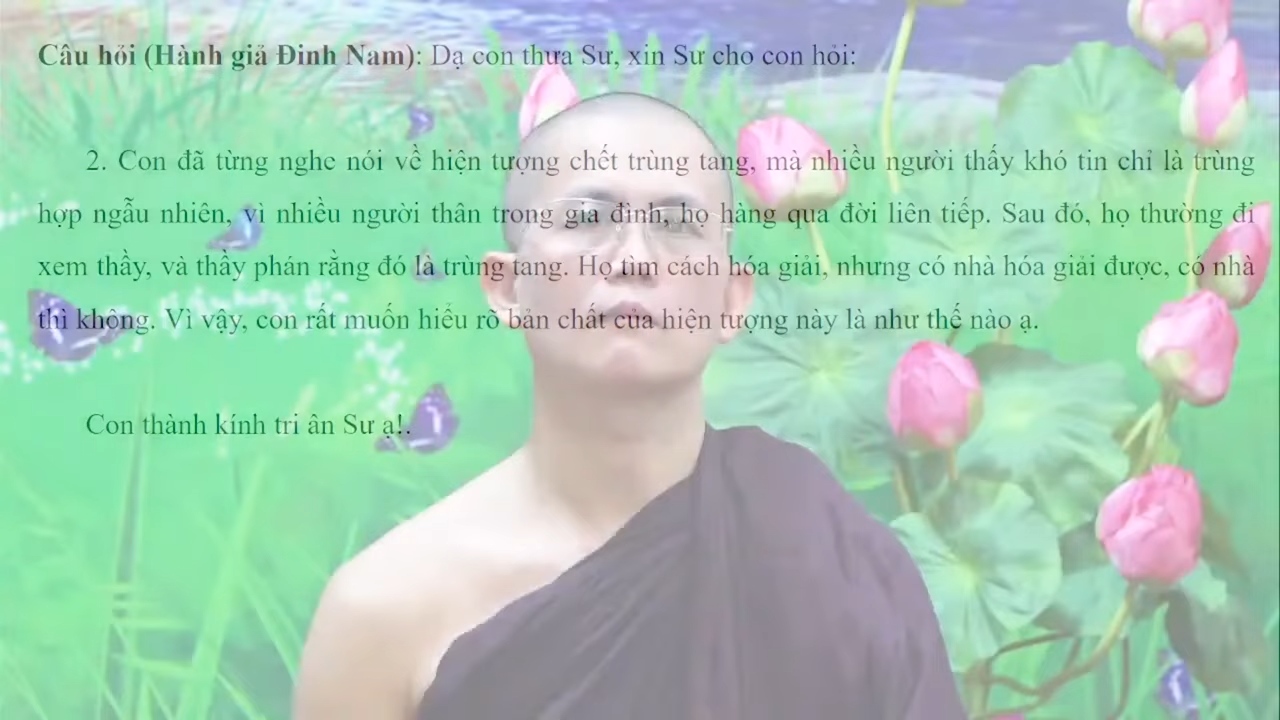 Câu hỏi (Hành giả Đinh Nam): Dạ con thưa Sư, xin Sư cho con hỏi:
2. Con đã từng nghe nói về hiện tượng chết trùng tang, mà nhiều người thấy khó tin chỉ là trùng
hợp ngẫu nhiên, vì nhiều người thân trong gia đình, họ hàng qua đời liên tiếp. Sau đó, họ thường đi
xem thầy, và thầy phán rằng đó là trùng tang. Họ tìm cách hóa giải, nhưng có nhà hóa giải được, có nhà
thì không. Vì vậy, con rất muốn hiểu rõ bản chất của hiện tượng này là như thế nào ạ.
Con thành kính tri ân Sư ạ!.